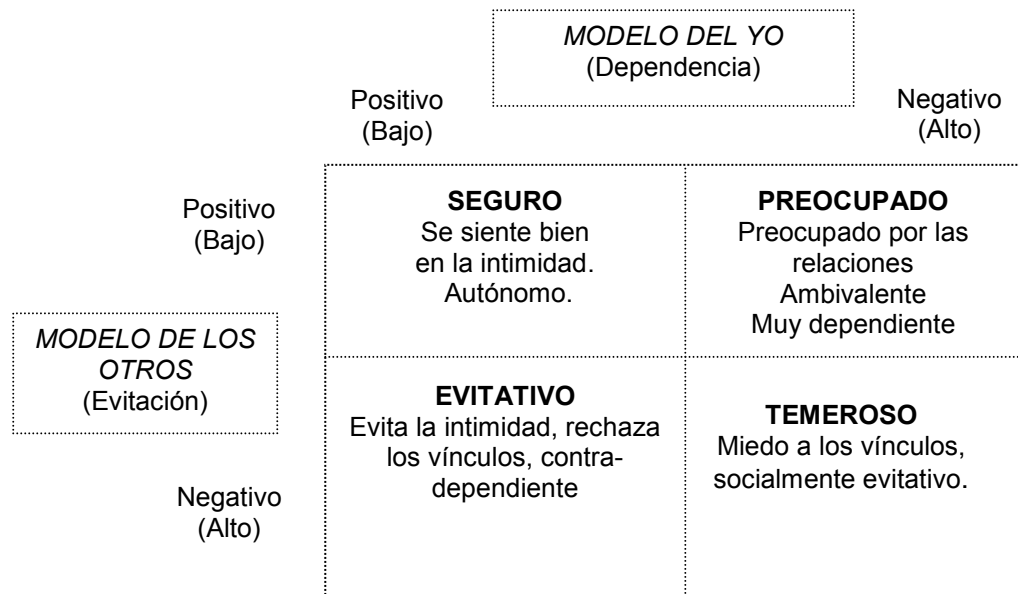 MODELO DEL YO
(Dependencia)
Positivo
(Bajo)
Negativo
(Alto)
Positivo
(Bajo)
SEGURO
Se siente bien
en la intimidad.
Autónomo.
PREOCUPADO
Preocupado por las
relaciones
Ambivalente
Muy dependiente
MODELO DE LOS
OTROS
(Evitación)
EVITATIVO
Evita la intimidad, rechaza
los vínculos, contra-
dependiente
TEMEROSO
Miedo a los vínculos,
socialmente evitativo.
Negativo
(Alto)